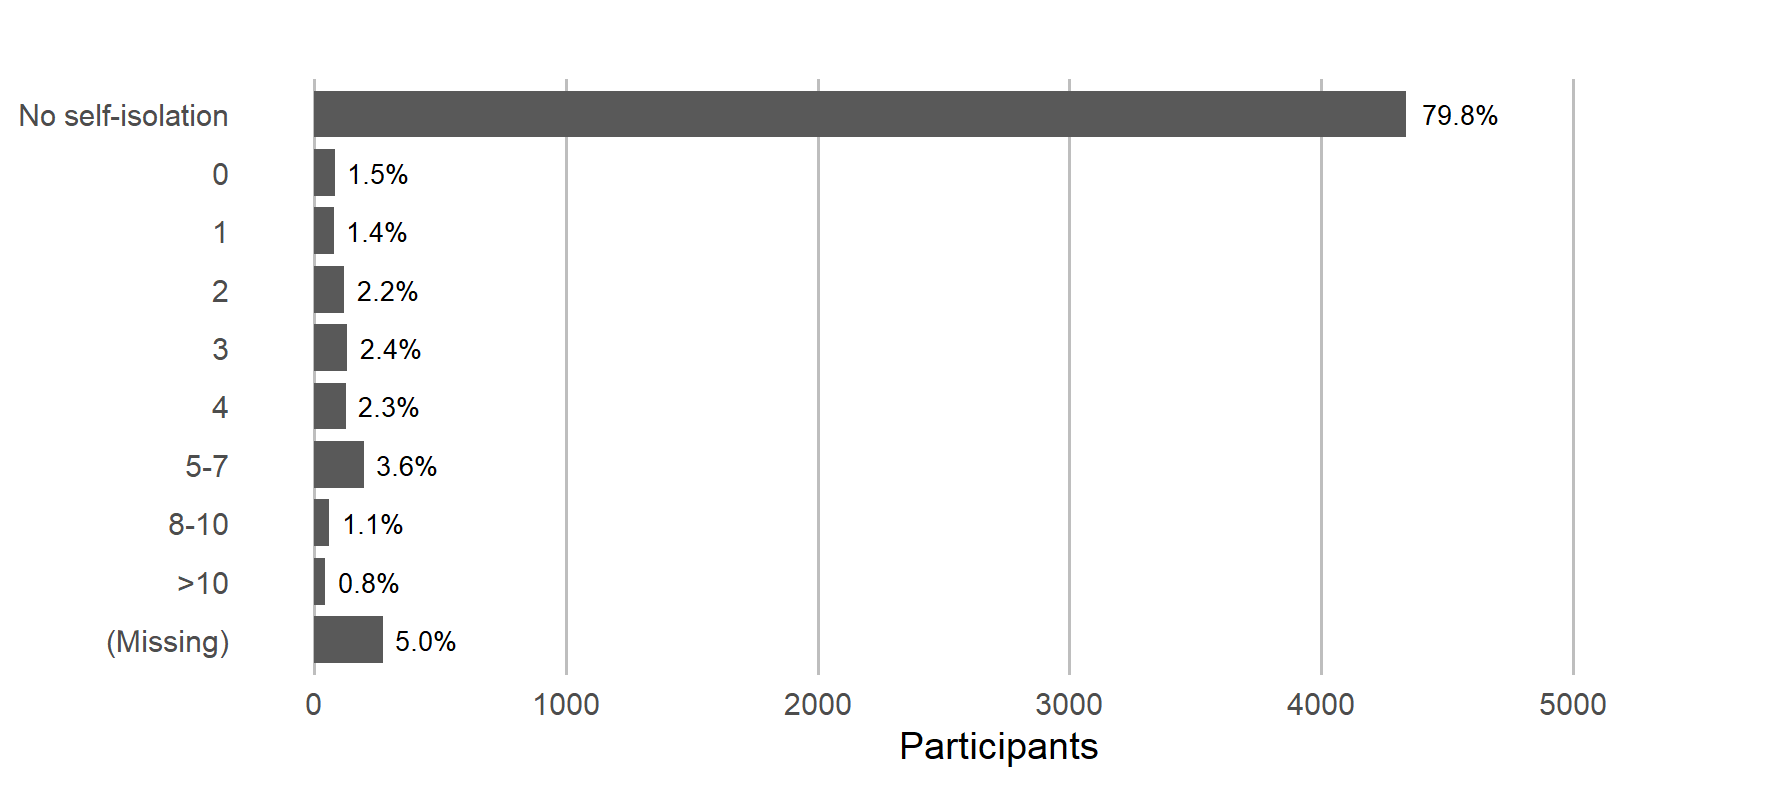 No self-isolation 79.8%
0 1.5%
1 1.4%
2 2.2%
3 2.4%
4 2.3%
5-7 3.6%
8-10 1.1%
>10 0.8%
(Missing) 5.0%
0 1000 2000 3000 4000 5000
Participants